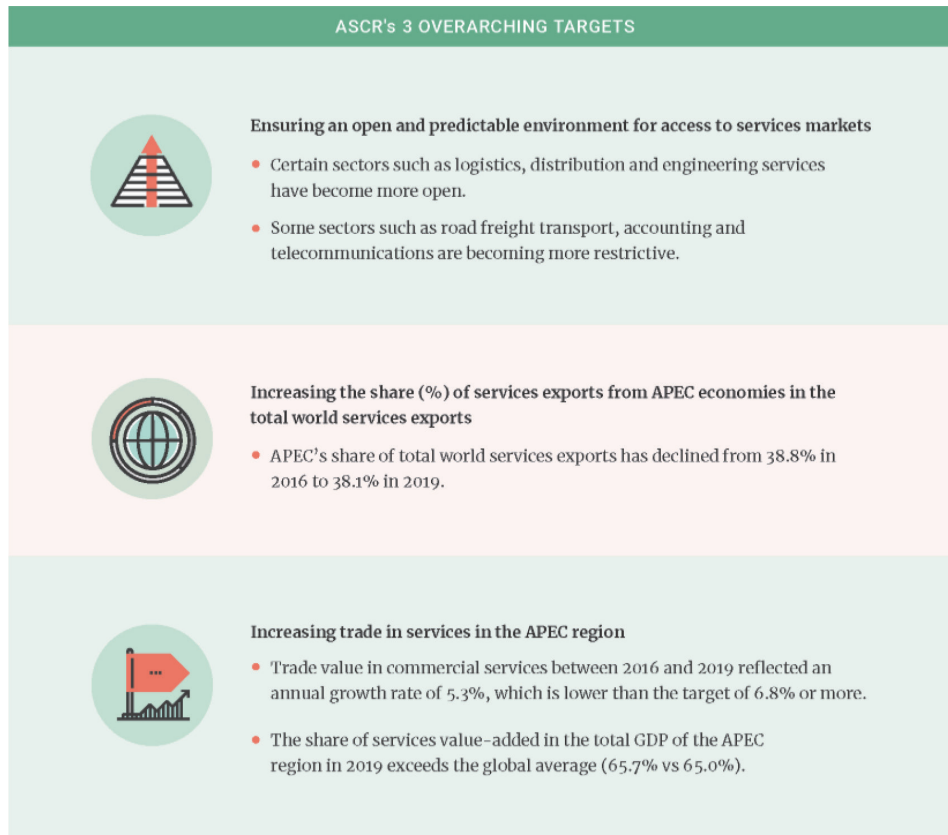 ASCR's 3 OVERARCHING TARGETS
Ensuring an open and predictable environment for access to services markets
• Certain sectors such as logistics, distribution and engineering services
have become more open.
• Some sectors such as road freight transport, accounting and
telecommunications are becoming more restrictive.
Increasing the share (%) of services exports from APEC economies in the
total world services exports
• APEC’s share of total world services exports has declined from 38.8% in
2016 to 38.1% in 2019.
Increasing trade in services in the APEC region
• Trade value in commercial services between 2016 and 2019 reflected an
annual growth rate of 5.3%, which is lower than the target of 6.8% or more.
• The share of services value-added in the total GDP of the APEC
region in 2019 exceeds the global average (65.7% vs 65.0%).